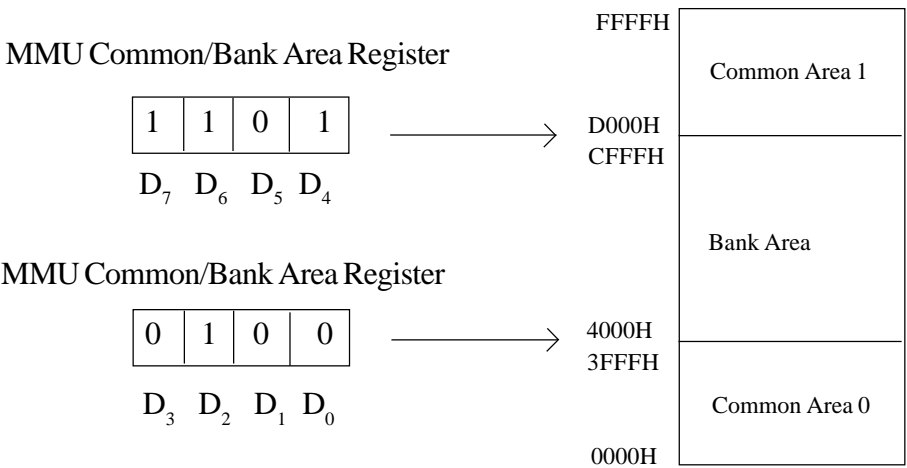 MMU Common/Bank Area Register
1 1 0 1
D7 D6 D5 D4
MMU Common/Bank Area Register
0 1 0 0
D3 D2 D1 D0
FFFFH
Common Area 1
D000H
CFFFH
Bank Area
4000H
3FFFH
Common Area 0
0000H